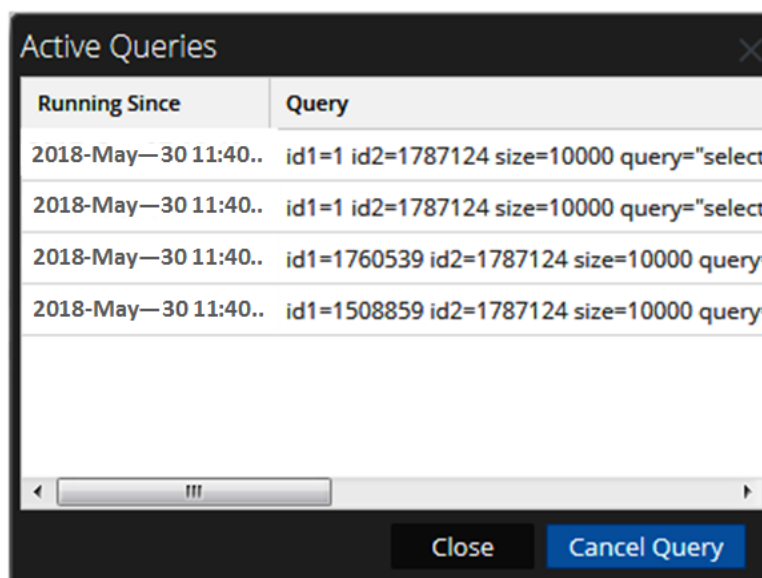 Active Queries
Running Since Query
2018-May—30 11:40.. id1=1 id2=1787124 size=10000 query="select
2018-May—30 11:40.. id1=1 id2=1787124 size=10000 query="select
2018-May—30 11:40.. id1=1760539 id2=1787124 size=10000 query=
2018-May—30 11:40.. id1=1508859 id2=1787124 size=10000 query=
Close Cancel Query